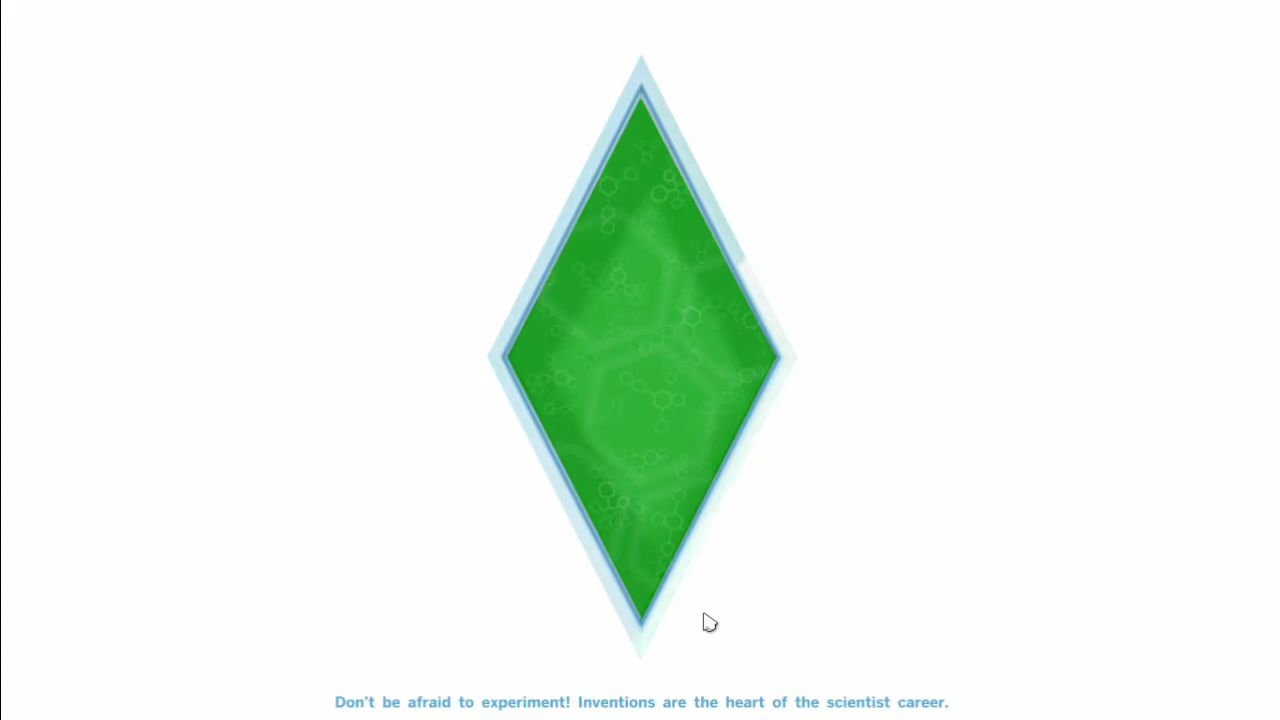 Don't be afraid to experiment! Inventions are the heart of the scientist career.